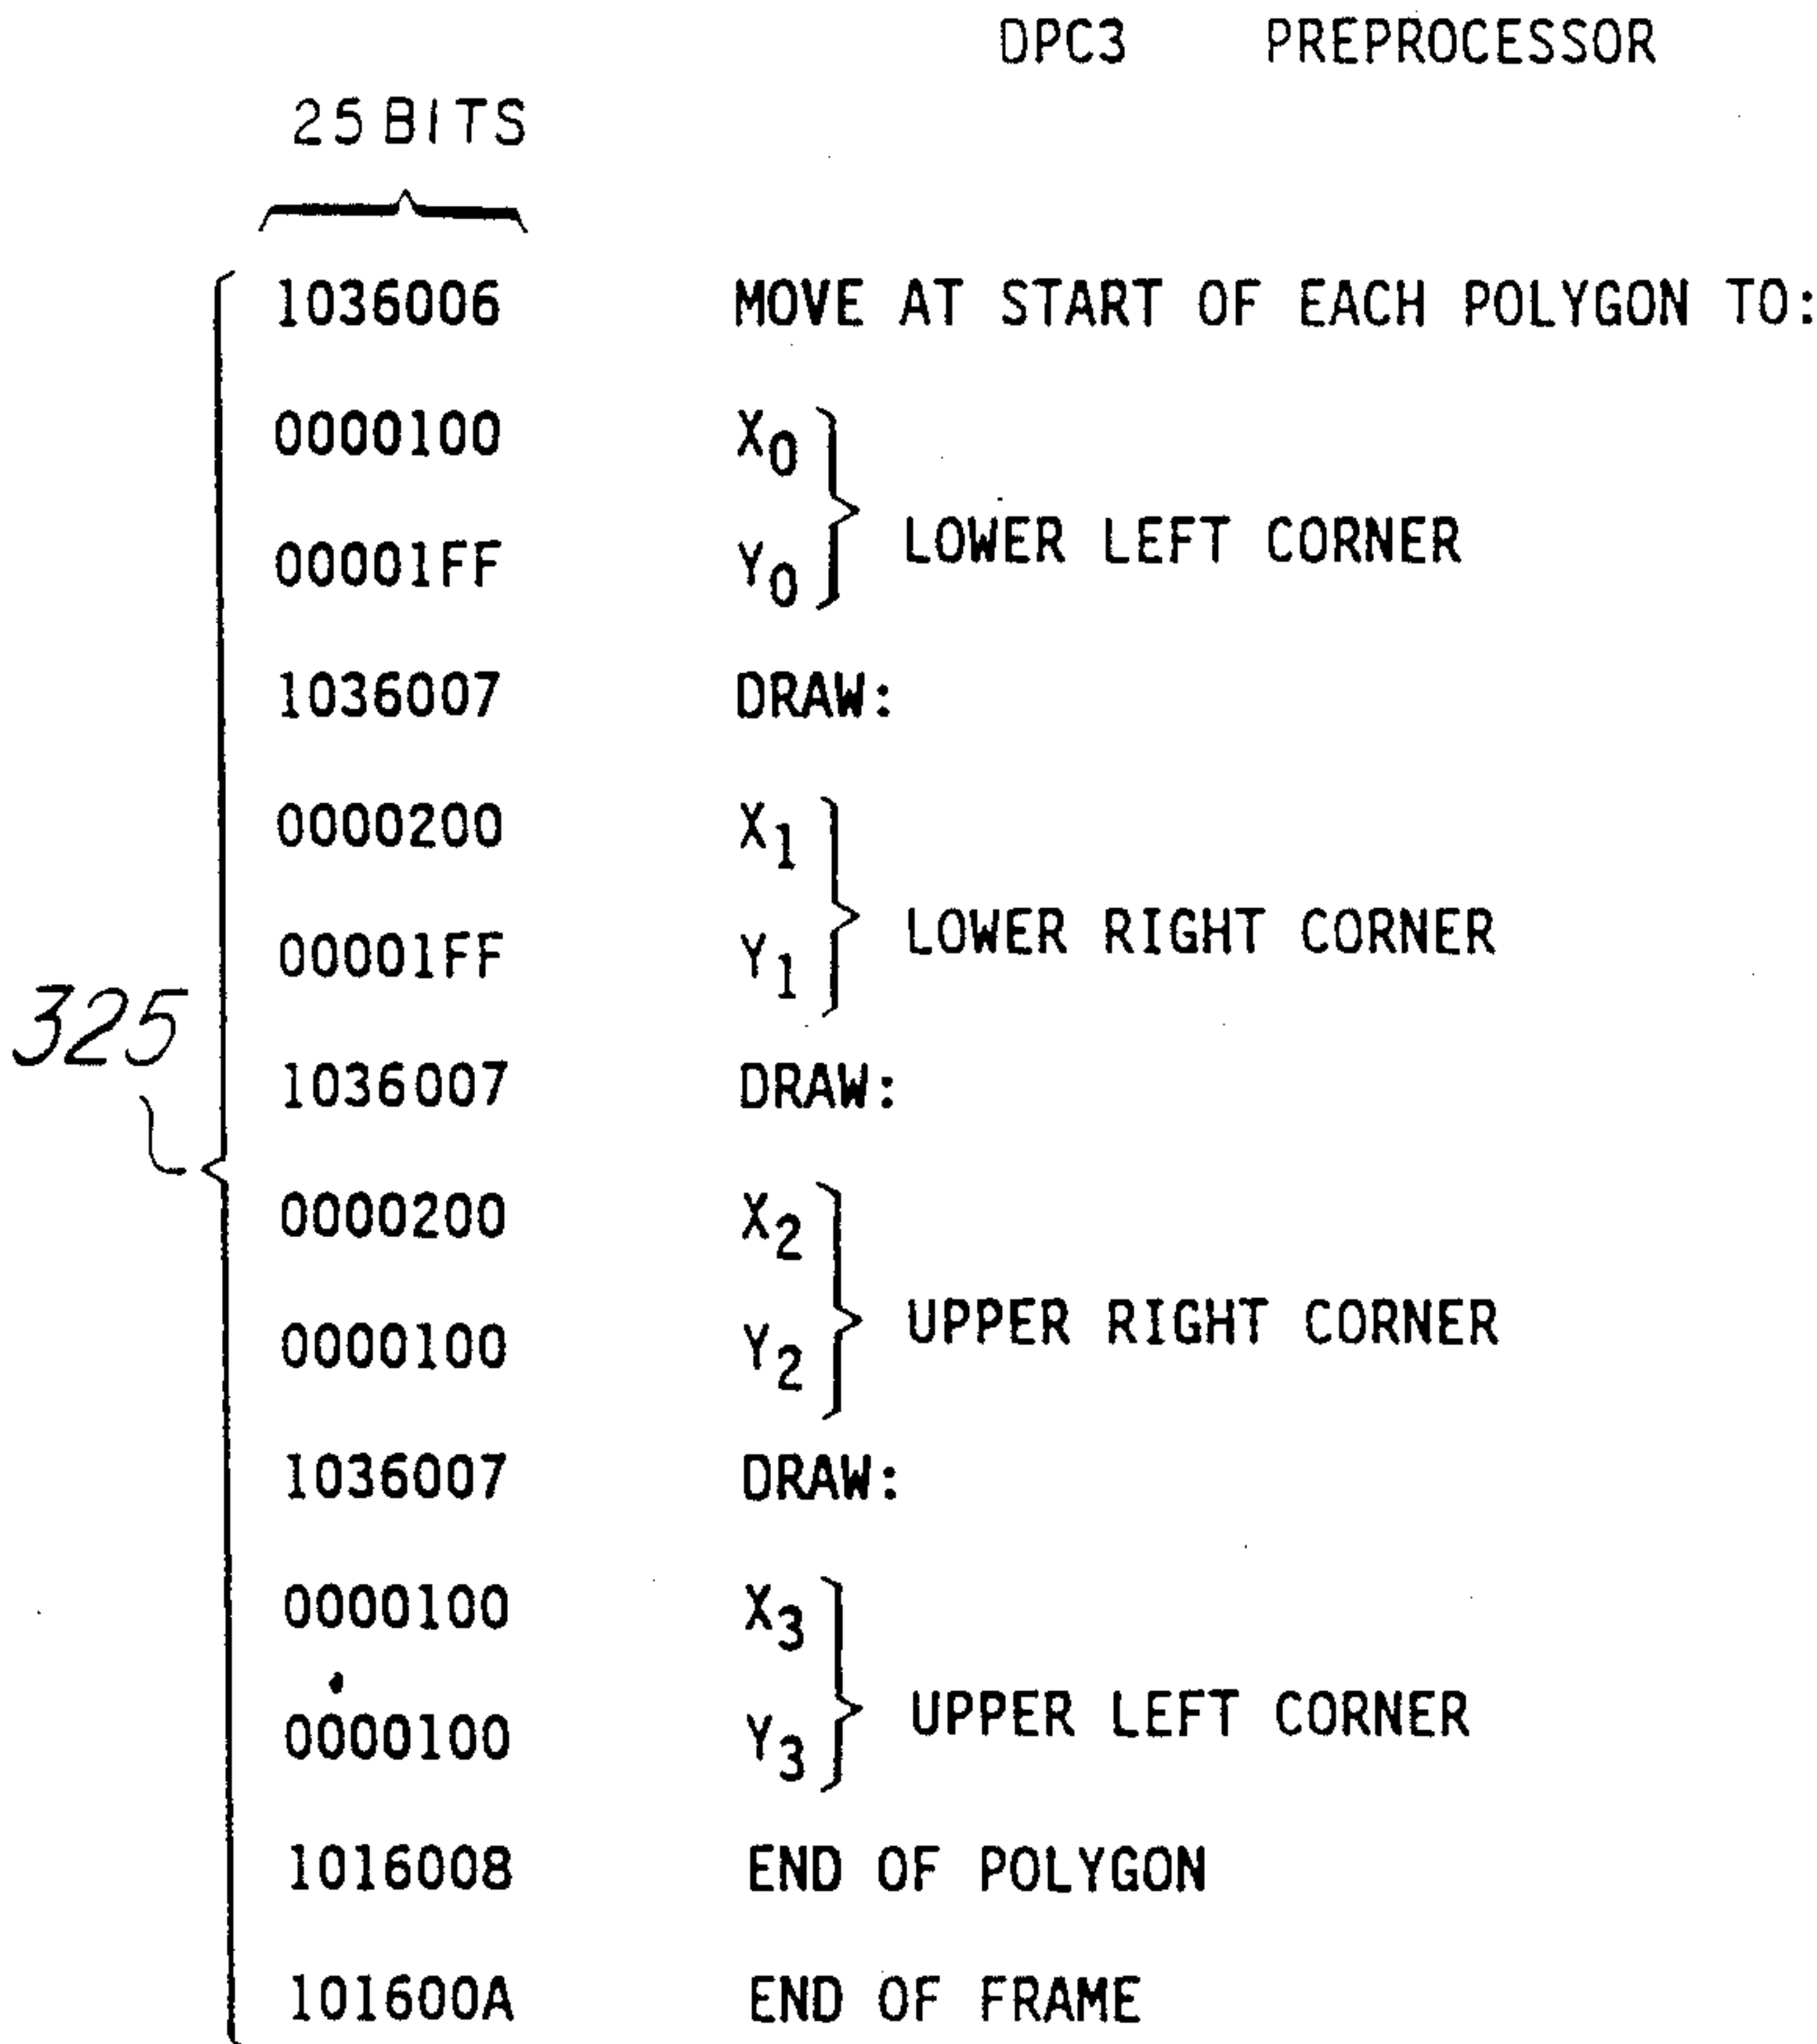 DPC3 PREPROCESSOR
25 BITS
1036006 MOVE AT START OF EACH POLYGON TO:
0000100 X0
LOWER LEFT CORNER
00001FF Y0
1036007 DRAW:
0000200 X1
LOWER RIGHT CORNER
00001FF Y1
325
1036007 DRAW:
0000200 X2
UPPER RIGHT CORNER
0000100 Y2
1036007 DRAW:
0000100 X3
UPPER LEFT CORNER
0000100 Y3
1016008 END OF POLYGON
101600A END OF FRAME